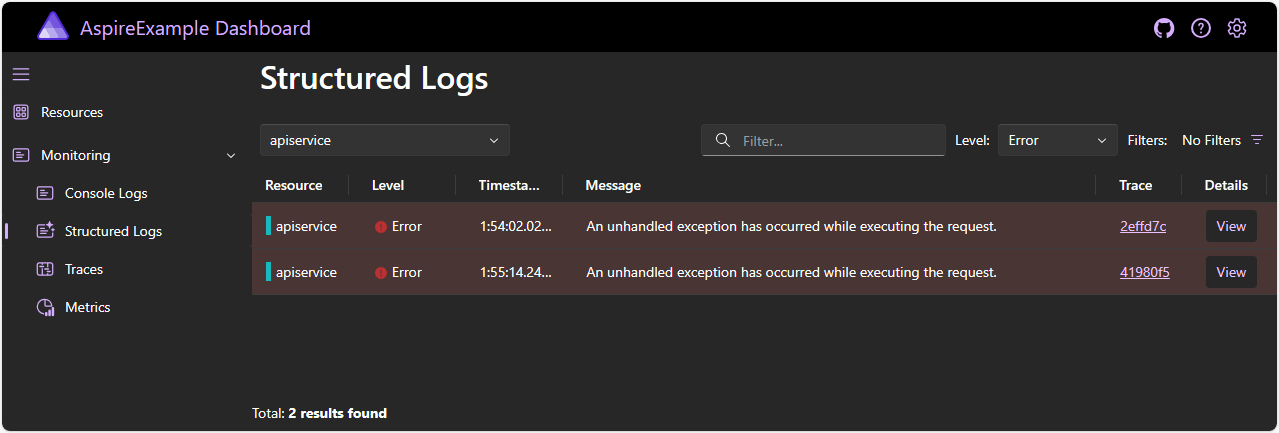 AspireExample Dashboard
Structured Logs
Resources
Monitoring
Console Logs
Structured Logs
Traces
Metrics
apiservice Filter... Level: Error Filters: No Filters
Resource Level Timesta... Message Trace Details
apiservice Error 1:54:02.02... An unhandled exception has occurred while executing the request. 2effd7c View
apiservice Error 1:55:14.24... An unhandled exception has occurred while executing the request. 41980f5 View
Total: 2 results found